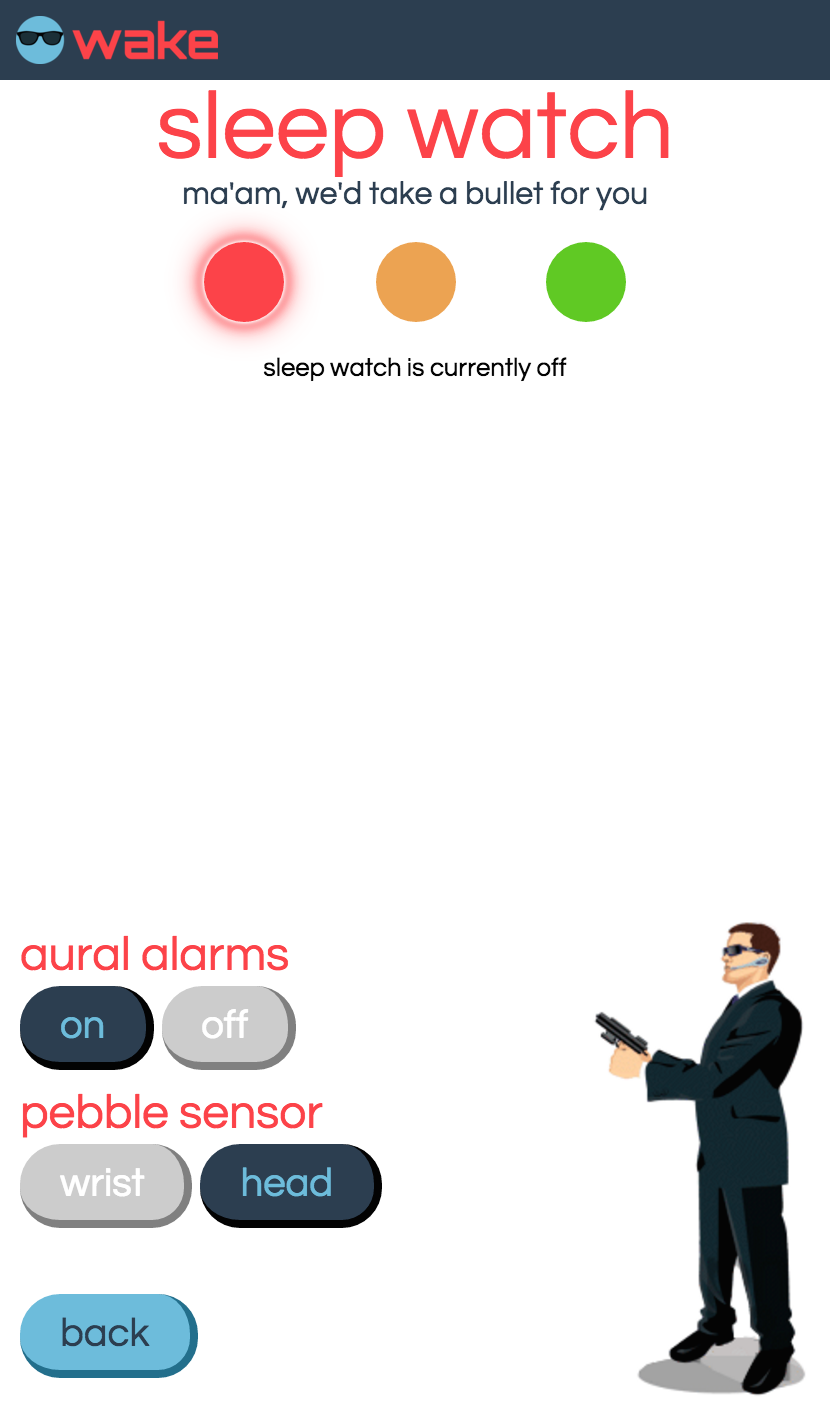 wake
sleep watch
ma'am, we'd take a bullet for you
sleep watch is currently off
aural alarms
on off
pebble sensor
wrist head
back